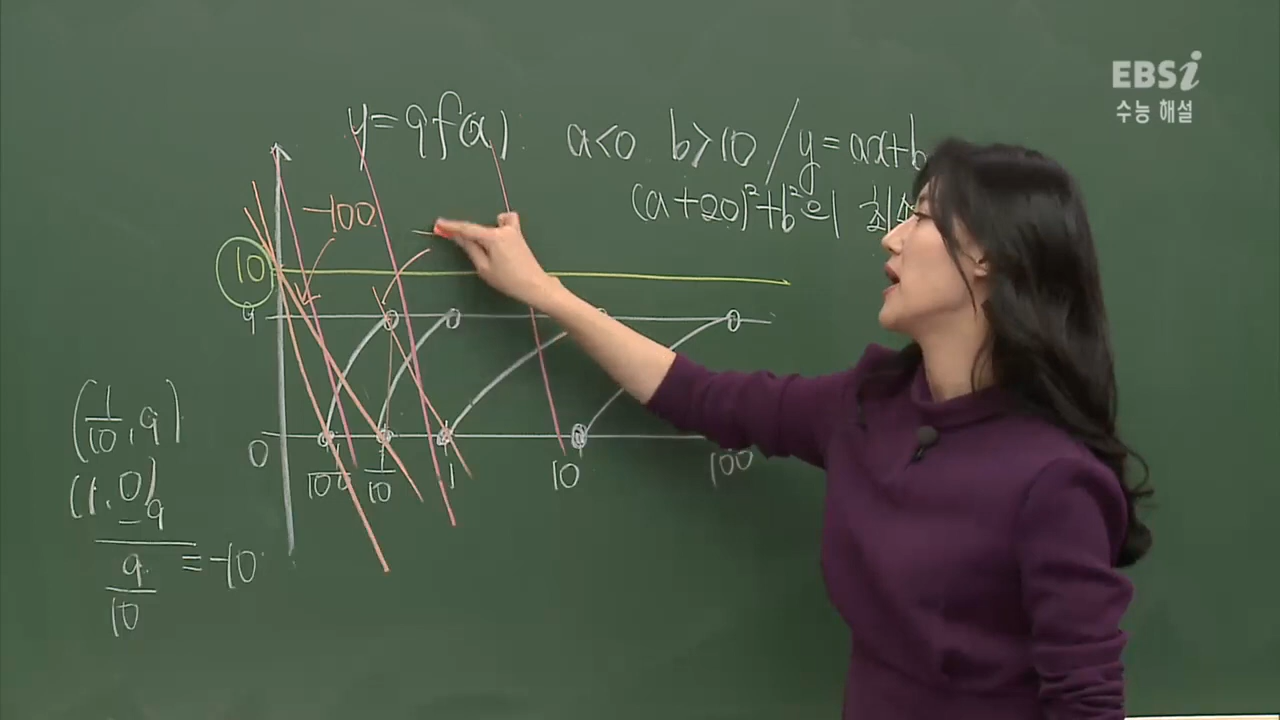 EBSi
수능 해설
y=9f(x) a<0 b>10 / y=ax+b
(a+20)²+b²의 최
-100
10
9
0 1/100 1/10 1 10 100
(1/10, 9)
(1, 0)
-9
9/10 = -10